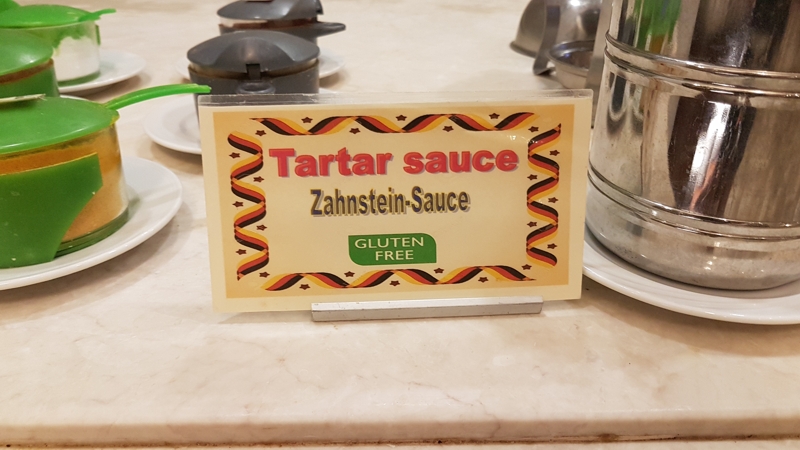 Tartar sauce
Zahnstein-Sauce
GLUTEN
FREE